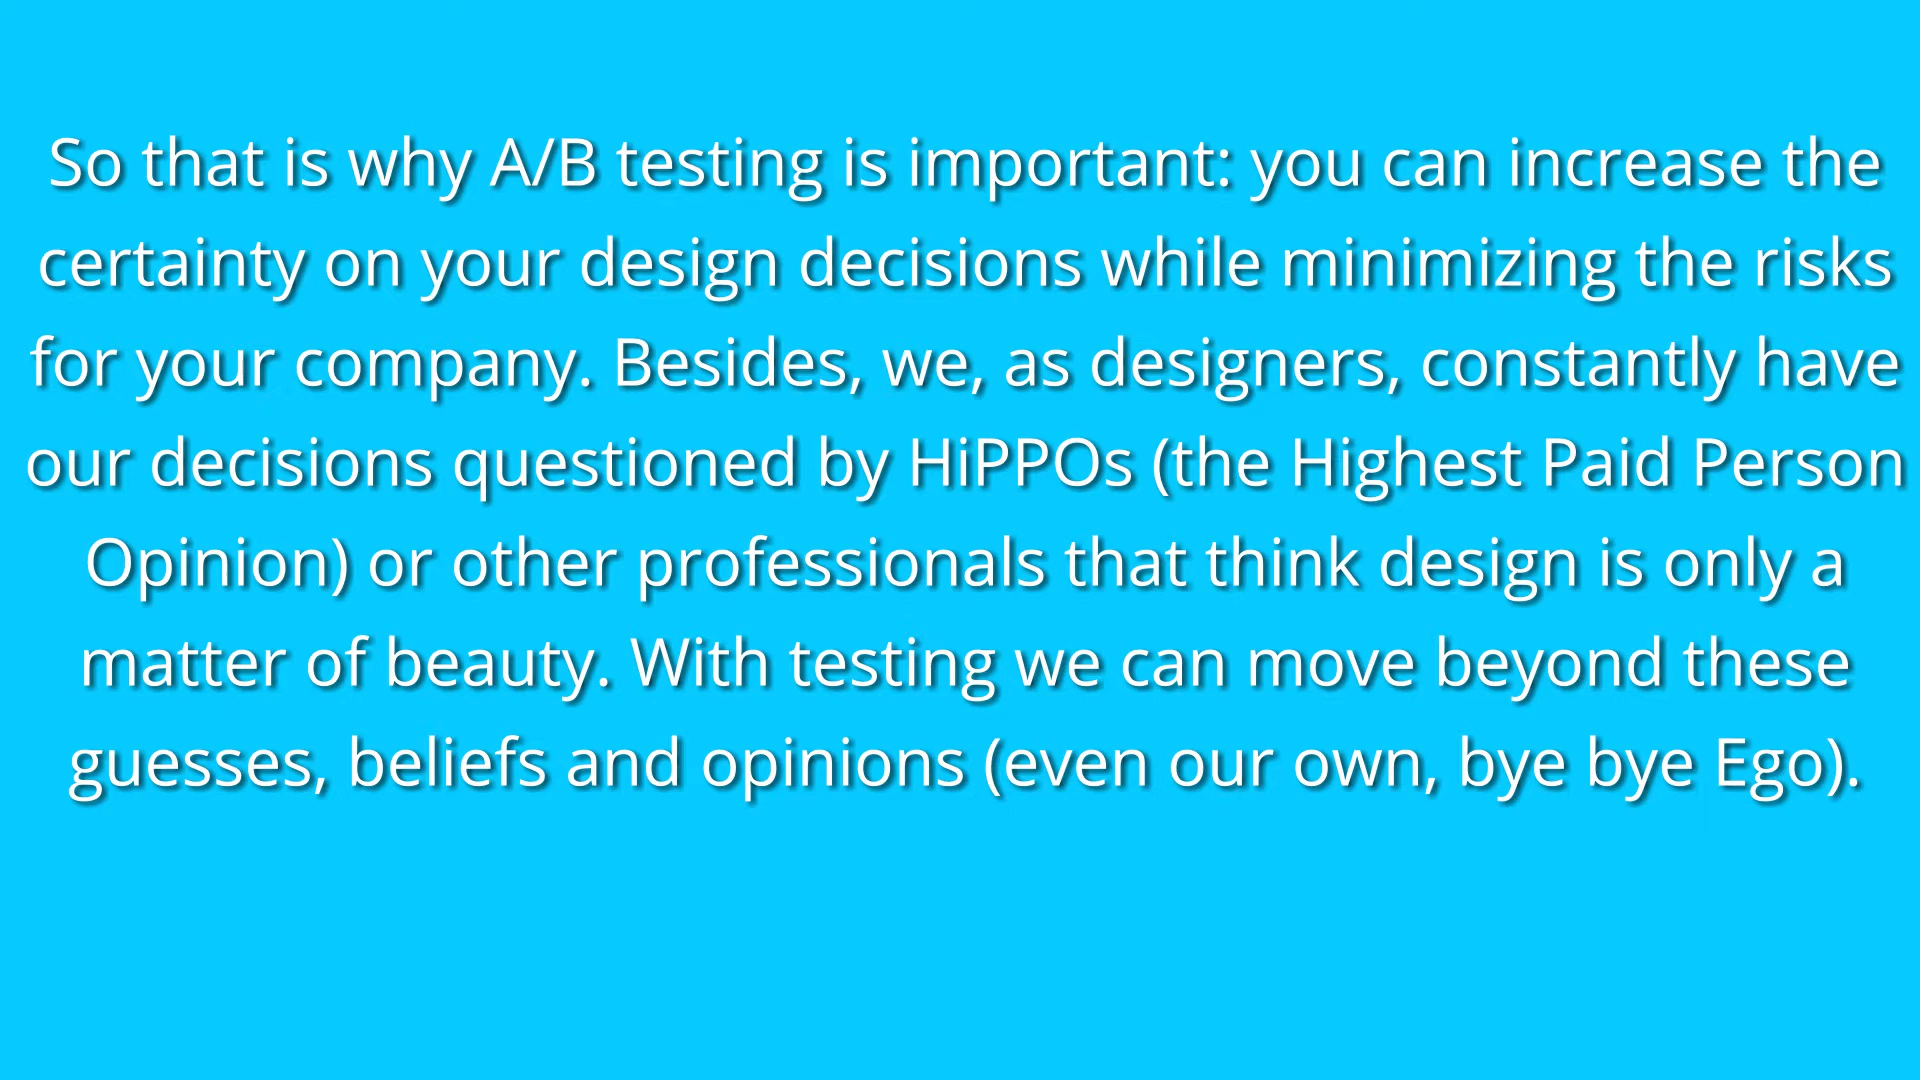 So that is why A/B testing is important: you can increase the
certainty on your design decisions while minimizing the risks
for your company. Besides, we, as designers, constantly have
our decisions questioned by HiPPOs (the Highest Paid Person
Opinion) or other professionals that think design is only a
matter of beauty. With testing we can move beyond these
guesses, beliefs and opinions (even our own, bye bye Ego).